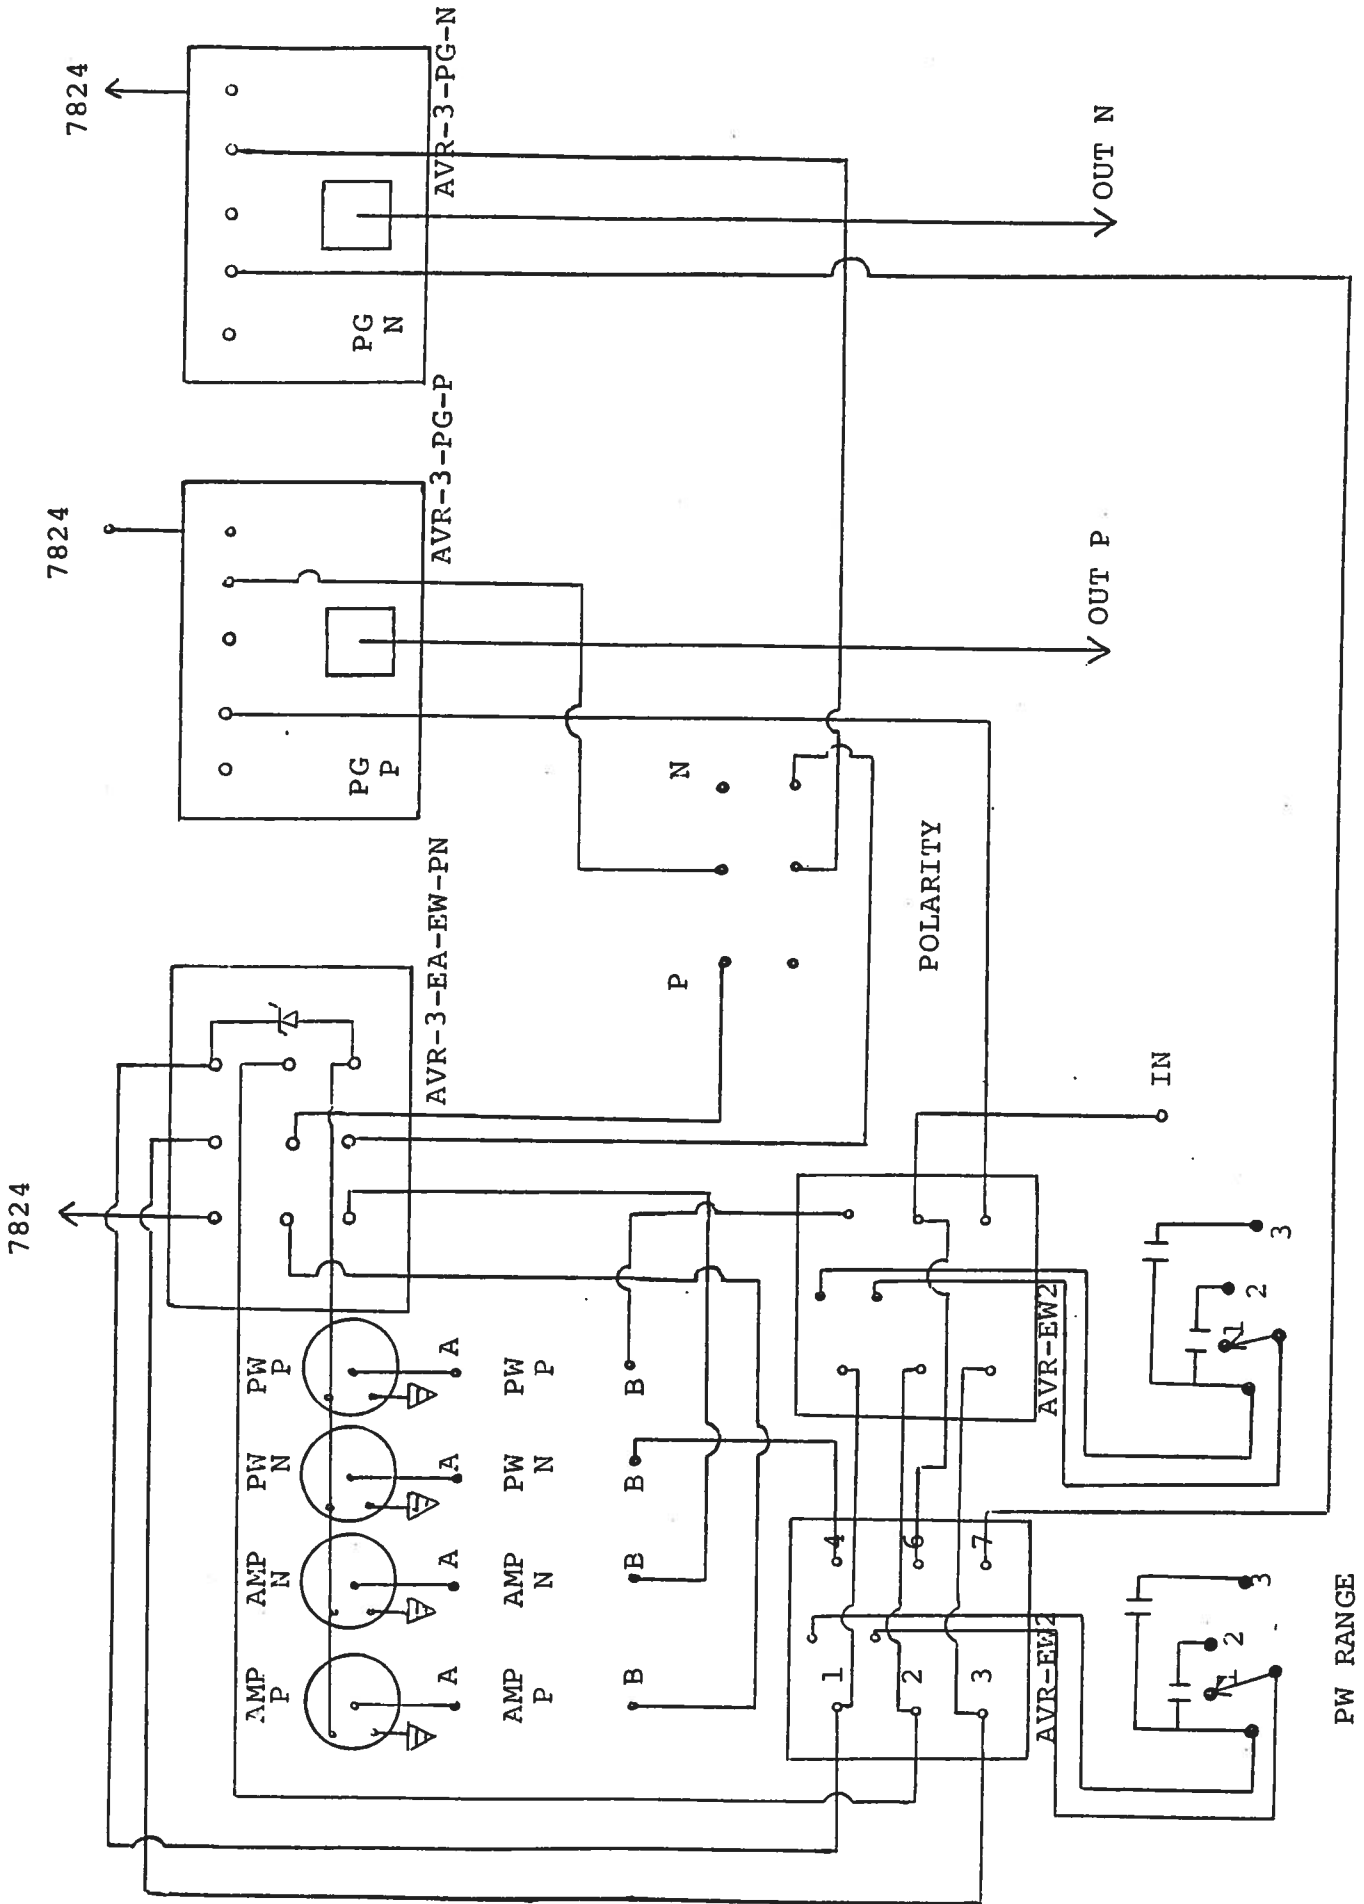 7824
7824
7824
AMP
P
AMP
N
PW
N
PW
P
A
A
A
A
AVR-3-EA-EW-PN
PG
P
AVR-3-PG-P
PG
N
AVR-3-PG-N
AMP
P
AMP
N
PW
N
PW
P
B
B
B
B
P
N
POLARITY
1
2
3
4
6
7
AVR-EW2
AVR-EW2
IN
OUT P
OUT N
1
2
3
1
2
3
PW RANGE